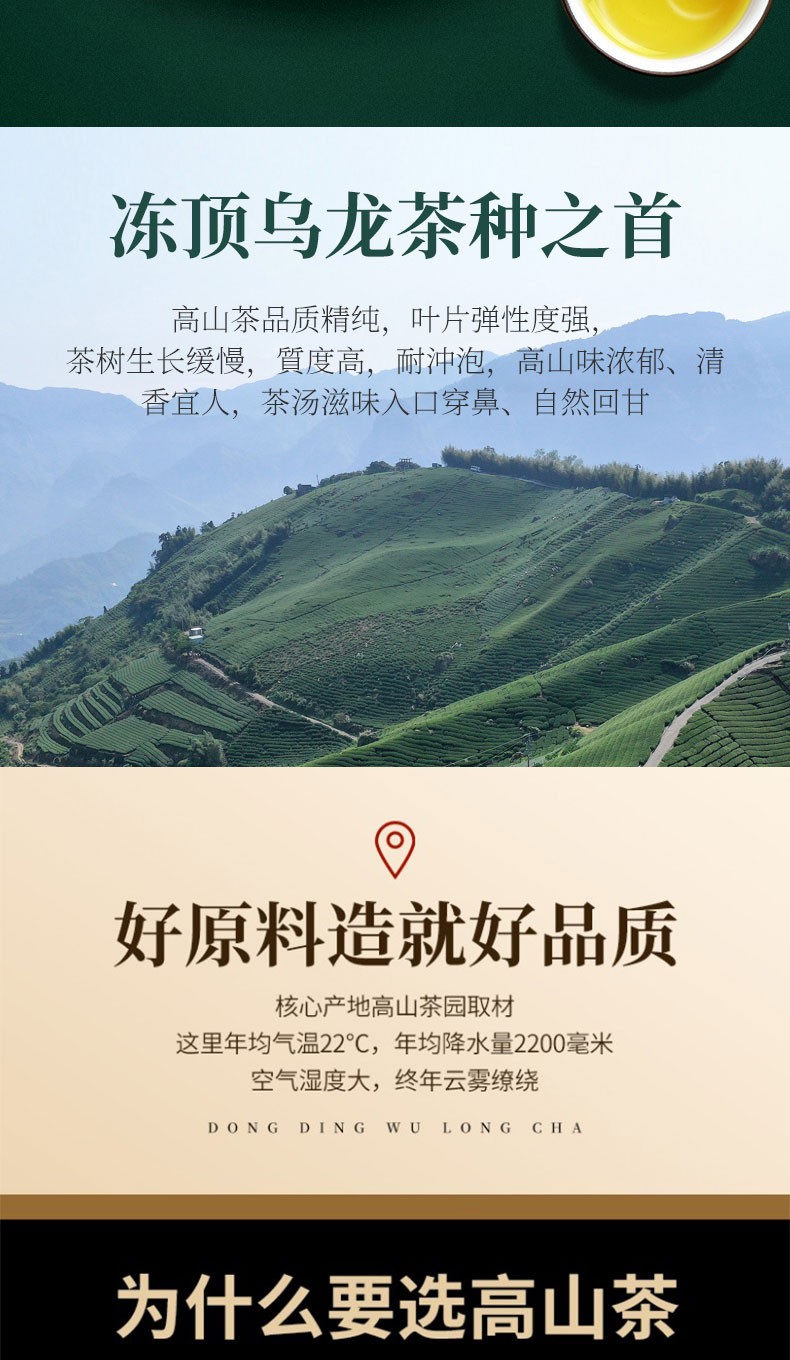 冻顶乌龙茶种之首
高山茶品质精纯，叶片弹性度强，
茶树生长缓慢，質度高，耐沖泡，高山味浓郁、清
香宜人，茶汤滋味入口穿鼻、自然回甘
好原料造就好品质
核心产地高山茶园取材
这里年均气温22℃，年均降水量2200毫米
空气湿度大，终年云雾缭绕
DONG DING WU LONG CHA
为什么要选高山茶